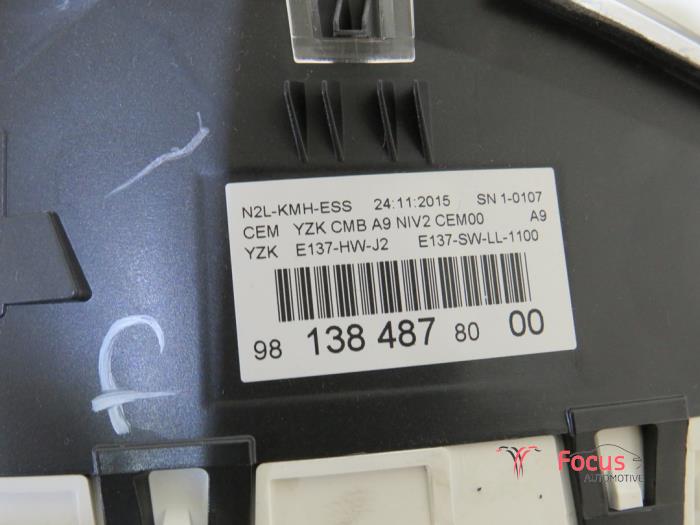 N2L-KMH-ESS 24:11:2015 SN 1-0107
CEM YZK CMB A9 NIV2 CEM00 A9
YZK E137-HW-J2 E137-SW-LL-1100
98 138 487 80 00
Focus
AUTOMOTIVE